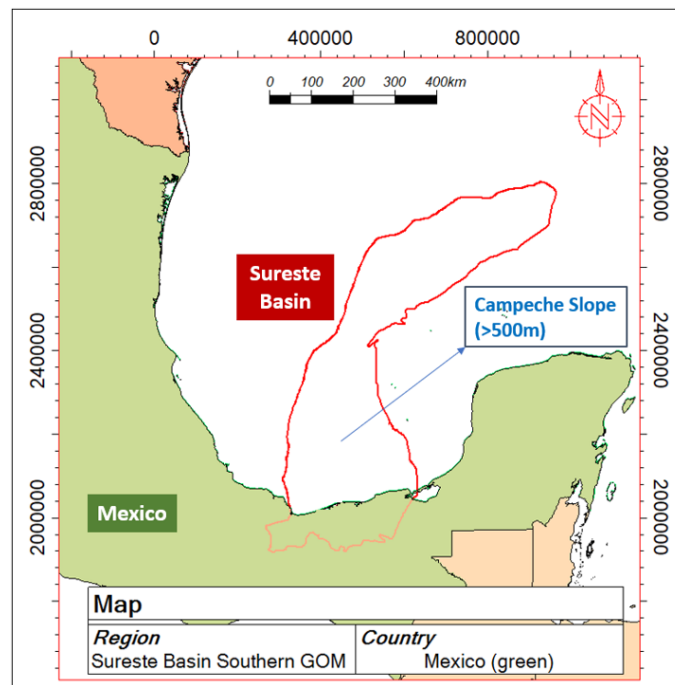 0 400000 800000
0 100 200 300 400km
N
2800000
2800000
Sureste
Basin
Campeche Slope
(>500m)
2400000
2400000
Mexico
2000000
2000000
Map
Region
Sureste Basin Southern GOM
Country
Mexico (green)